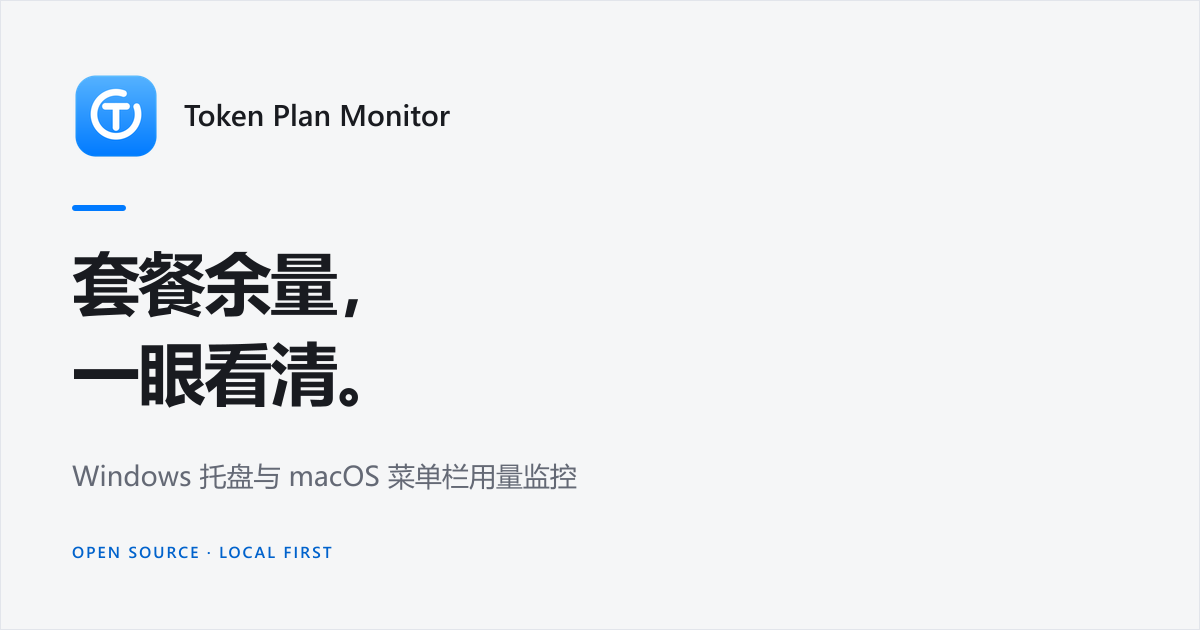 Token Plan Monitor
套餐余量，
一眼看清。
Windows 托盘与 macOS 菜单栏用量监控
OPEN SOURCE · LOCAL FIRST